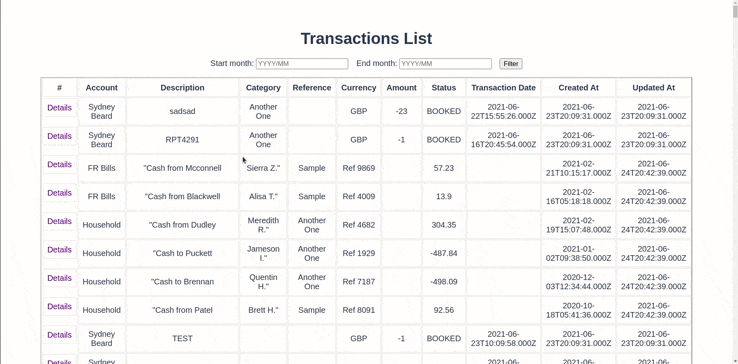 Transactions List
Start month: YYYY/MM End month: YYYY/MM Filter
# Account Description Category Reference Currency Amount Status Transaction Date Created At Updated At
Details Sydney Beard sadsad Another One GBP -23 BOOKED 2021-06-22T15:55:26.000Z 2021-06-23T20:09:31.000Z 2021-06-23T20:09:31.000Z
Details Sydney Beard RPT4291 Another One GBP -1 BOOKED 2021-06-16T20:45:54.000Z 2021-06-23T20:09:31.000Z 2021-06-23T20:09:31.000Z
Details FR Bills "Cash from Mcconnell Sierra Z." Sample Ref 9869 57.23 2021-02-21T10:15:17.000Z 2021-06-24T20:42:39.000Z
Details FR Bills "Cash from Blackwell Alisa T." Sample Ref 4009 13.9 2021-02-16T05:18:18.000Z 2021-06-24T20:42:39.000Z
Details Household "Cash from Dudley Meredith R." Another One Ref 4682 304.35 2021-02-19T15:07:48.000Z 2021-06-24T20:42:39.000Z
Details Household "Cash to Puckett Jameson I." Another One Ref 1929 -487.84 2021-01-02T09:38:50.000Z 2021-06-24T20:42:39.000Z
Details Household "Cash to Brennan Quentin H." Another One Ref 7187 -498.09 2020-12-03T12:34:44.000Z 2021-06-24T20:42:39.000Z
Details Household "Cash from Patel Brett H." Sample Ref 8091 92.56 2020-10-18T05:41:36.000Z 2021-06-24T20:42:39.000Z
Details Sydney Beard TEST GBP -1 BOOKED 2021-06-23T10:09:58.000Z 2021-06-23T20:09:31.000Z 2021-06-23T20:09:31.000Z